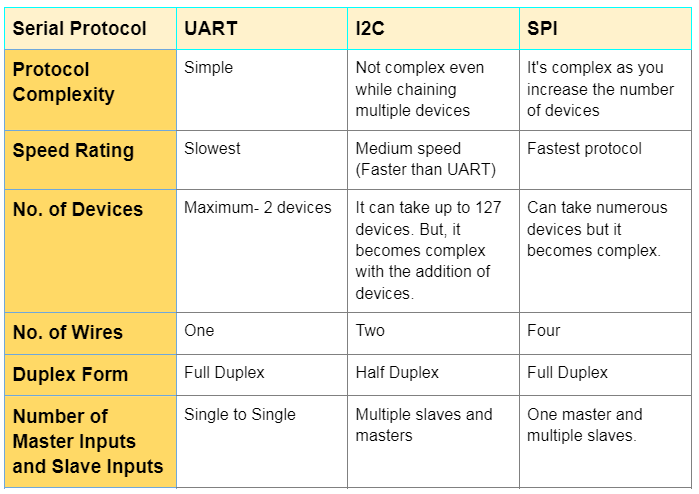 Serial Protocol UART I2C SPI
Protocol
Complexity
Simple
Not complex even
while chaining
multiple devices
It's complex as you
increase the number
of devices
Speed Rating
Slowest
Medium speed
(Faster than UART)
Fastest protocol
No. of Devices
Maximum- 2 devices
It can take up to 127
devices. But, it
becomes complex
with the addition of
devices.
Can take numerous
devices but it
becomes complex.
No. of Wires One Two Four
Duplex Form Full Duplex Half Duplex Full Duplex
Number of
Master Inputs
and Slave Inputs
Single to Single
Multiple slaves and
masters
One master and
multiple slaves.